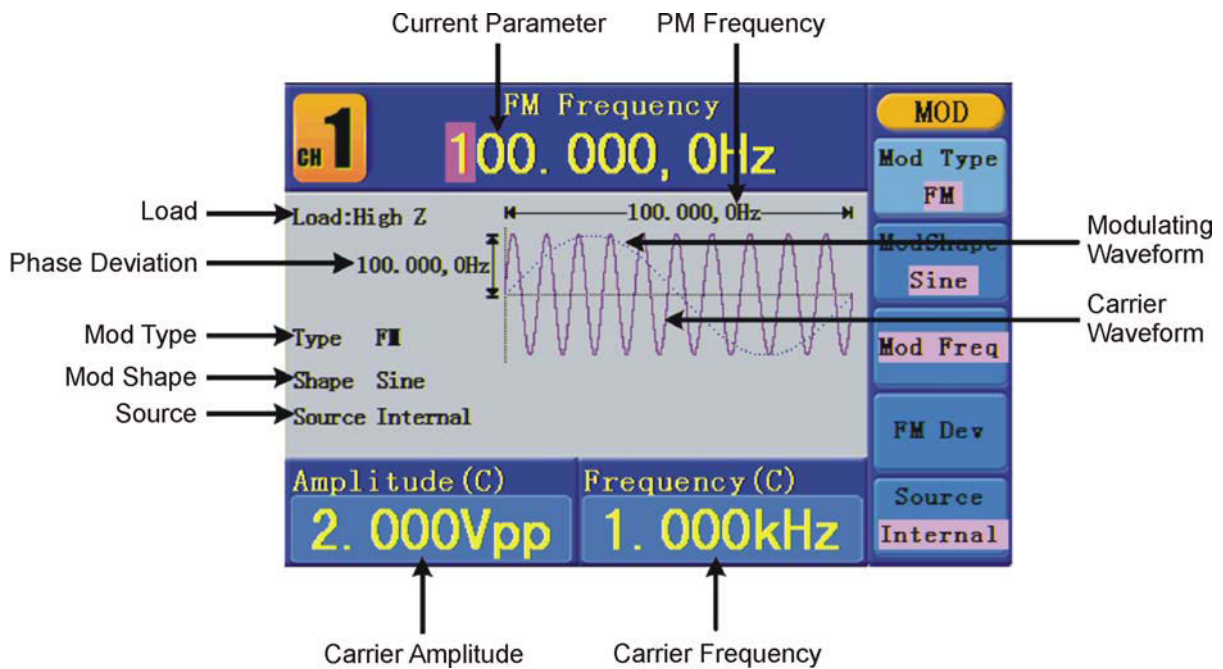 Current Parameter
PM Frequency
CH 1
FM Frequency
100.000,0Hz
MOD
Mod Type
FM
ModShape
Sine
Mod Freq
FM Dev
Source
Internal
Load
Load:High Z
100.000,0Hz
Phase Deviation
100.000,0Hz
Modulating
Waveform
Carrier
Waveform
Mod Type
Type FM
Mod Shape
Shape Sine
Source
Source Internal
Amplitude(C)
2.000Vpp
Frequency(C)
1.000kHz
Carrier Amplitude
Carrier Frequency